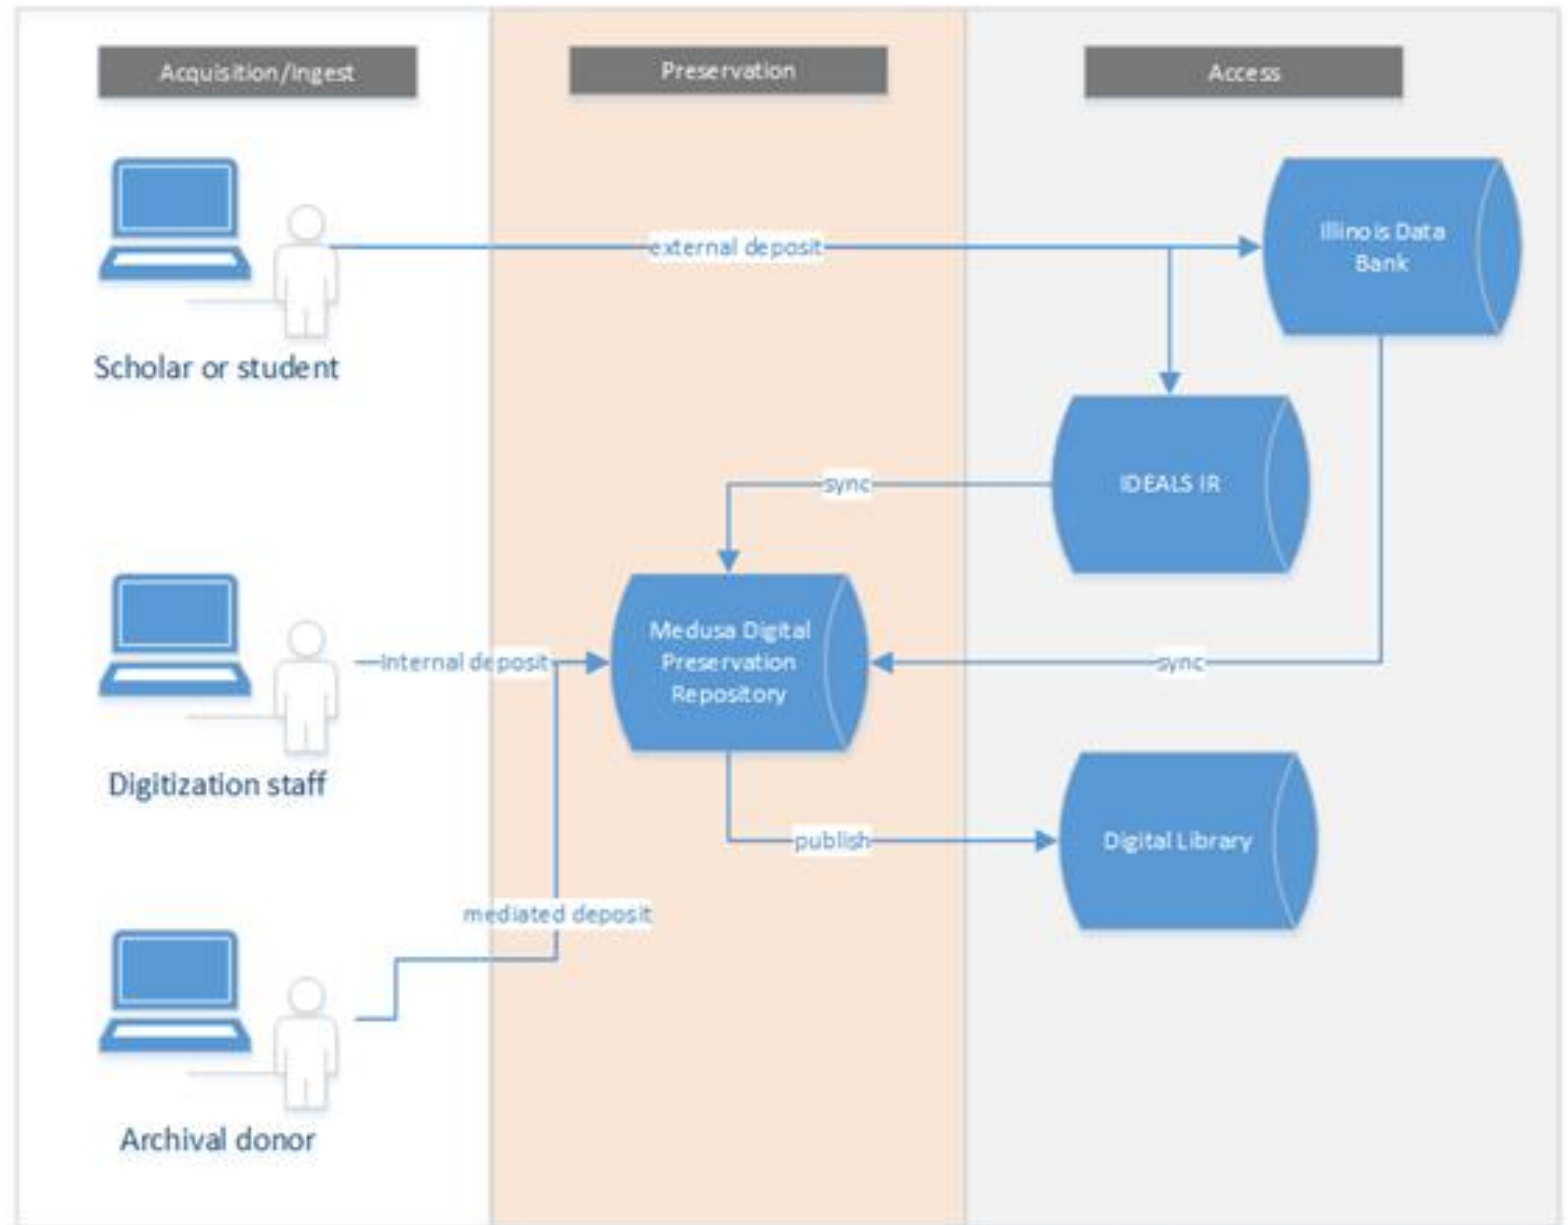 Acquisition/Ingest
Preservation
Access
external deposit
Illinois Data
Bank
Scholar or student
sync
IDEALS IR
Internal deposit
Medusa Digital
Preservation
Repository
sync
Digitization staff
publish
Digital Library
mediated deposit
Archival donor